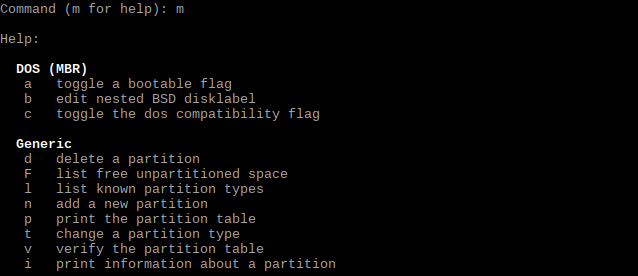 Command (m for help): m
Help:
DOS (MBR)
a toggle a bootable flag
b edit nested BSD disklabel
c toggle the dos compatibility flag
Generic
d delete a partition
F list free unpartitioned space
l list known partition types
n add a new partition
p print the partition table
t change a partition type
v verify the partition table
i print information about a partition